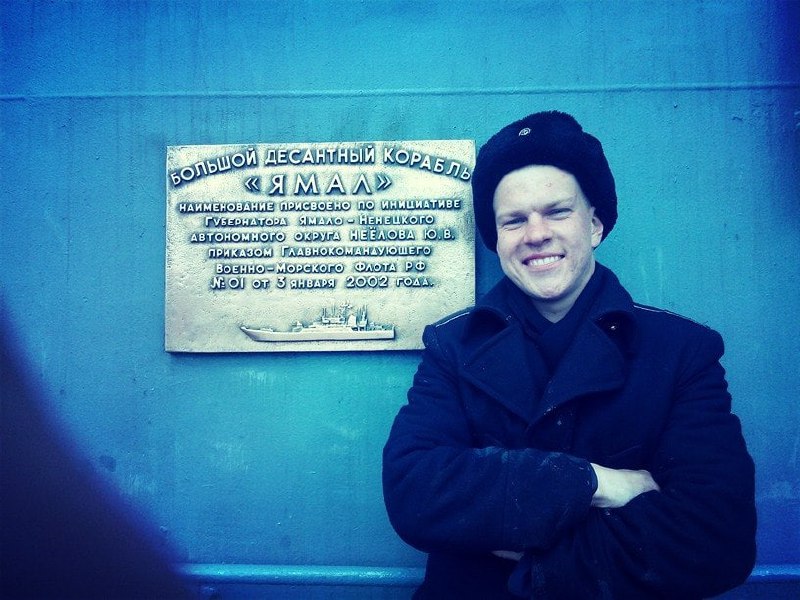 БОЛЬШОЙ ДЕСАНТНЫЙ КОРАБЛЬ
«ЯМАЛ»
НАИМЕНОВАНИЕ ПРИСВОЕНО ПО ИНИЦИАТИВЕ
ГУБЕРНАТОРА ЯМАЛО-НЕНЕЦКОГО
АВТОНОМНОГО ОКРУГА НЕЁЛОВА Ю.В.
ПРИКАЗОМ ГЛАВНОКОМАНДУЮЩЕГО
ВОЕННО-МОРСКОГО ФЛОТА РФ
№ 01 ОТ 3 ЯНВАРЯ 2002 ГОДА.